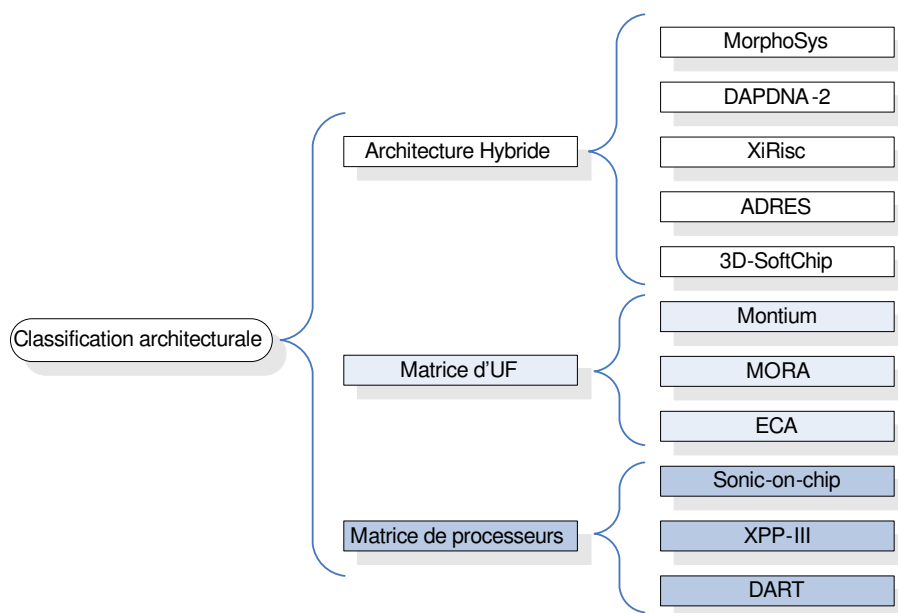 Classification architecturale
Architecture Hybride
MorphoSys
DAPDNA-2
XiRisc
ADRES
3D-SoftChip
Matrice d'UF
Montium
MORA
ECA
Matrice de processeurs
Sonic-on-chip
XPP-III
DART